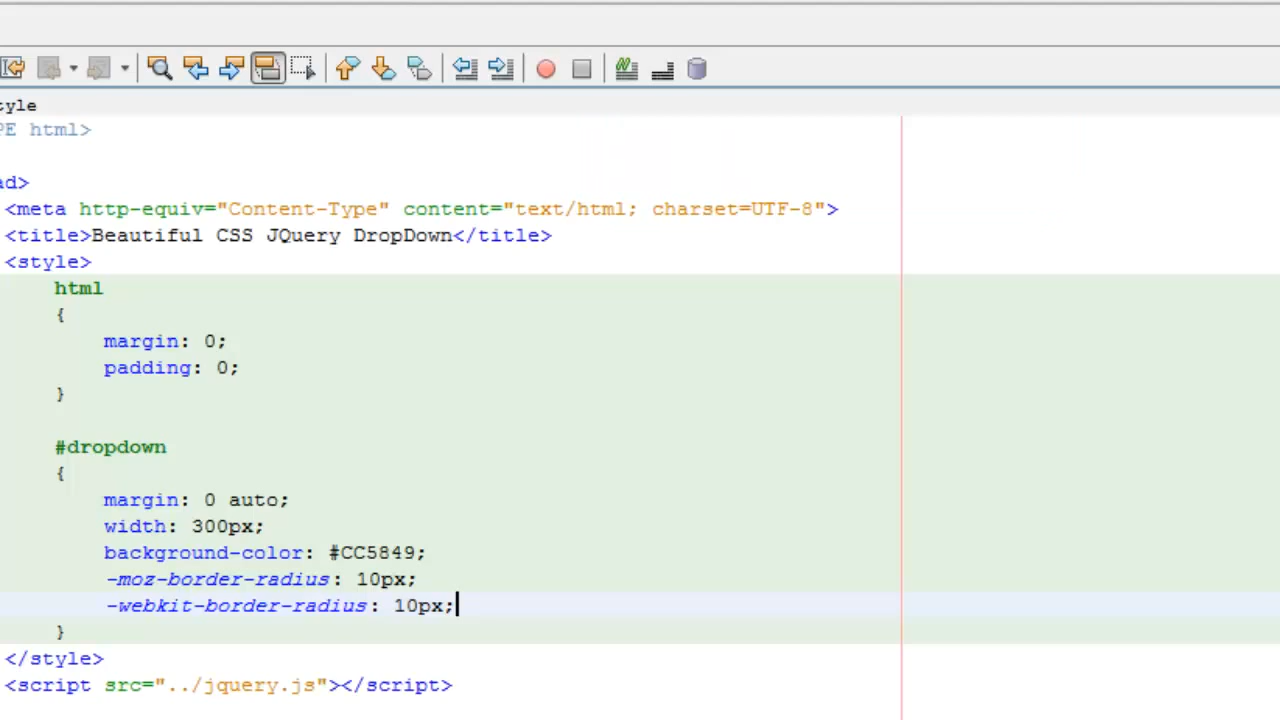 tyle
PE html>
ad>
<meta http-equiv="Content-Type" content="text/html; charset=UTF-8">
<title>Beautiful CSS JQuery DropDown</title>
<style>
html
{
margin: 0;
padding: 0;
}
#dropdown
{
margin: 0 auto;
width: 300px;
background-color: #CC5849;
-moz-border-radius: 10px;
-webkit-border-radius: 10px;
}
</style>
<script src="../jquery.js"></script>